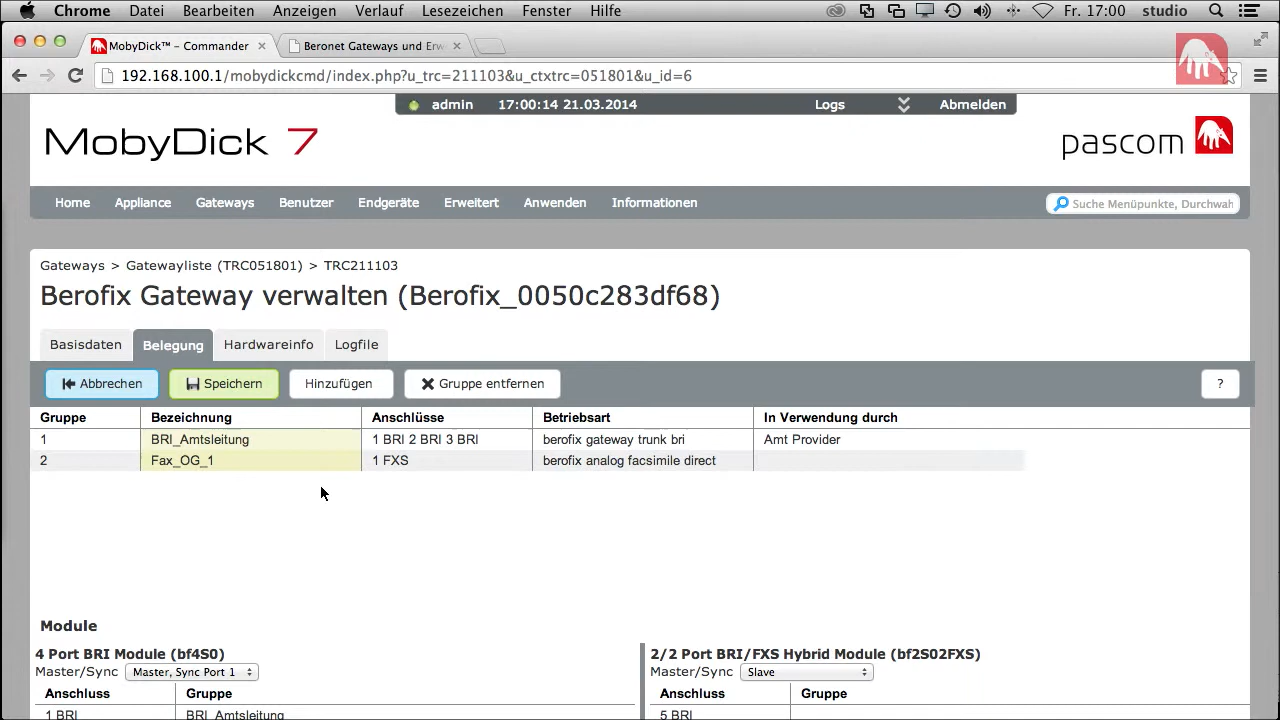 Chrome Datei Bearbeiten Anzeigen Verlauf Lesezeichen Fenster Hilfe Fr. 17:00 studio
MobyDick™ – Commander Beronet Gateways und Erw
192.168.100.1/mobydickcmd/index.php?u_trc=211103&u_ctxtrc=051801&u_id=6
admin 17:00:14 21.03.2014 Logs Abmelden
MobyDick 7 pascom
Home Appliance Gateways Benutzer Endgeräte Erweitert Anwenden Informationen Suche Menüpunkte, Durchwah
Gateways > Gatewayliste (TRC051801) > TRC211103
Berofix Gateway verwalten (Berofix_0050c283df68)
Basisdaten Belegung Hardwareinfo Logfile
Abbrechen Speichern Hinzufügen Gruppe entfernen ?
Gruppe Bezeichnung Anschlüsse Betriebsart In Verwendung durch
1 BRI_Amtsleitung 1 BRI 2 BRI 3 BRI berofix gateway trunk bri Amt Provider
2 Fax_OG_1 1 FXS berofix analog facsimile direct
Module
4 Port BRI Module (bf4S0) 2/2 Port BRI/FXS Hybrid Module (bf2S02FXS)
Master/Sync Master, Sync Port 1 Master/Sync Slave
Anschluss Gruppe Anschluss Gruppe
1 BRI BRI_Amtsleitung 5 BRI